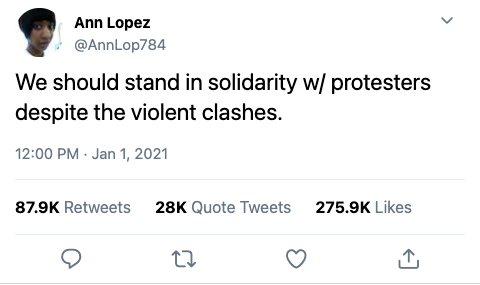 Ann Lopez
@AnnLop784
We should stand in solidarity w/ protesters
despite the violent clashes.
12:00 PM · Jan 1, 2021
87.9K Retweets 28K Quote Tweets 275.9K Likes